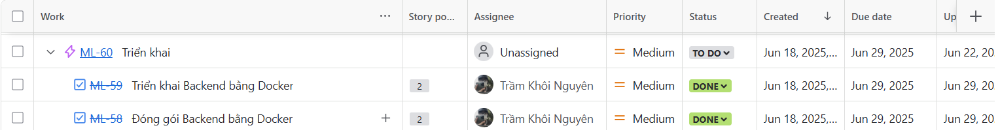 Work ... Story po... Assignee Priority Status Created Due date Up
ML-60 Triển khai Unassigned Medium TO DO Jun 18, 2025,... Jun 29, 2025 Jun 22, 20
ML-59 Triển khai Backend bằng Docker 2 Trầm Khôi Nguyên Medium DONE Jun 18, 2025,... Jun 29, 2025 Jun 29, 20
ML-58 Đóng gói Backend bằng Docker 2 Trầm Khôi Nguyên Medium DONE Jun 18, 2025,... Jun 29, 2025 Jun 29, 20